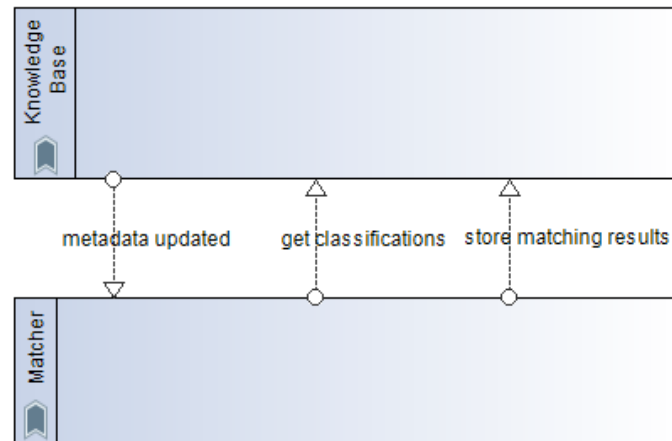 Knowledge
Base
metadata updated
get classifications
store matching results
Matcher